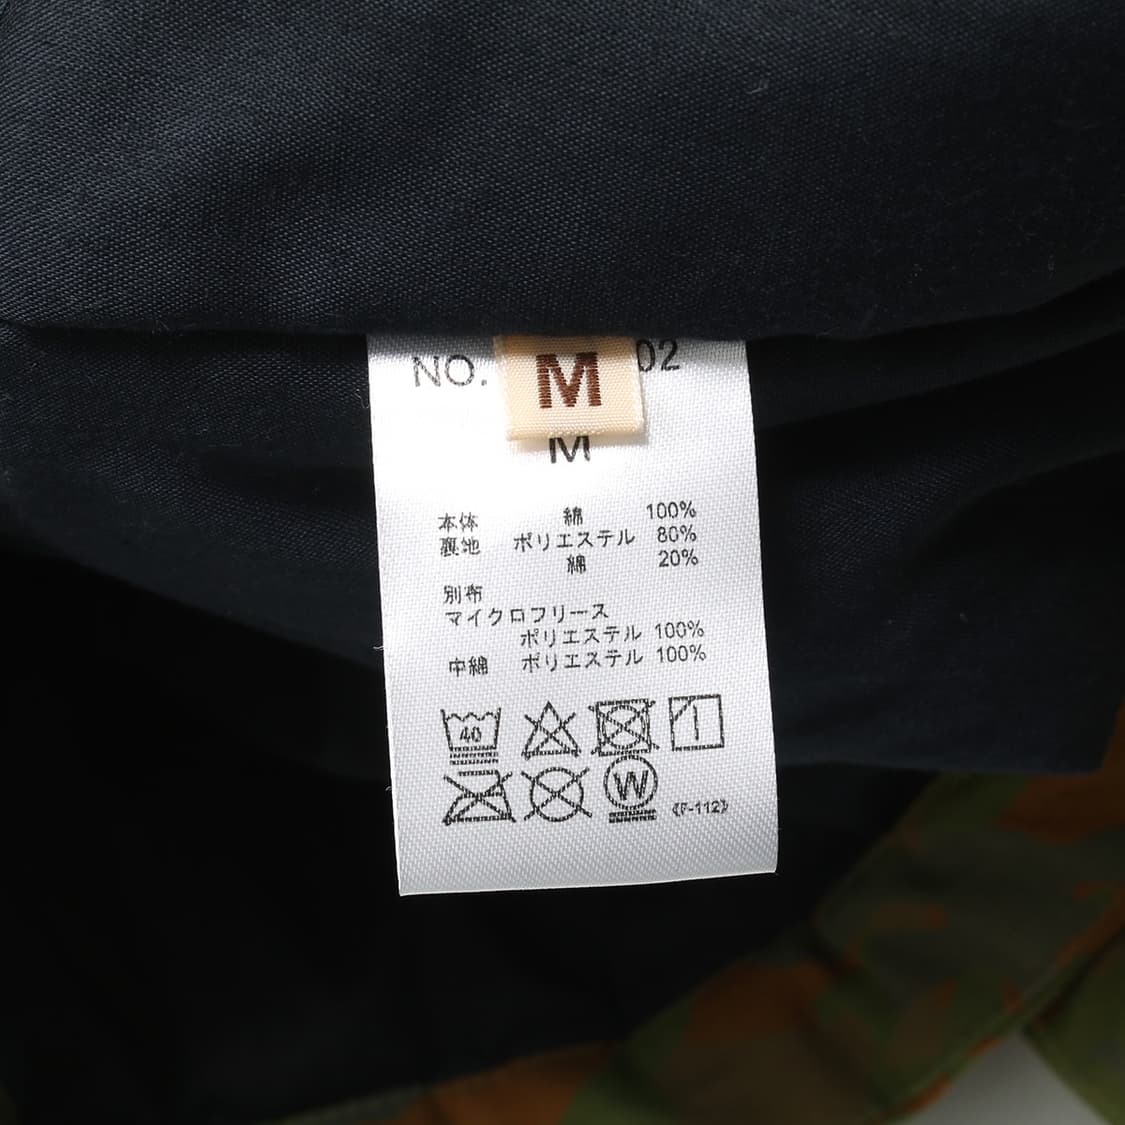 NO. 02
M
M
本体 綿 100%
裏地 ポリエステル 80%
綿 20%
別布
マイクロフリース
ポリエステル 100%
中綿 ポリエステル 100%
40
W 《F-112》